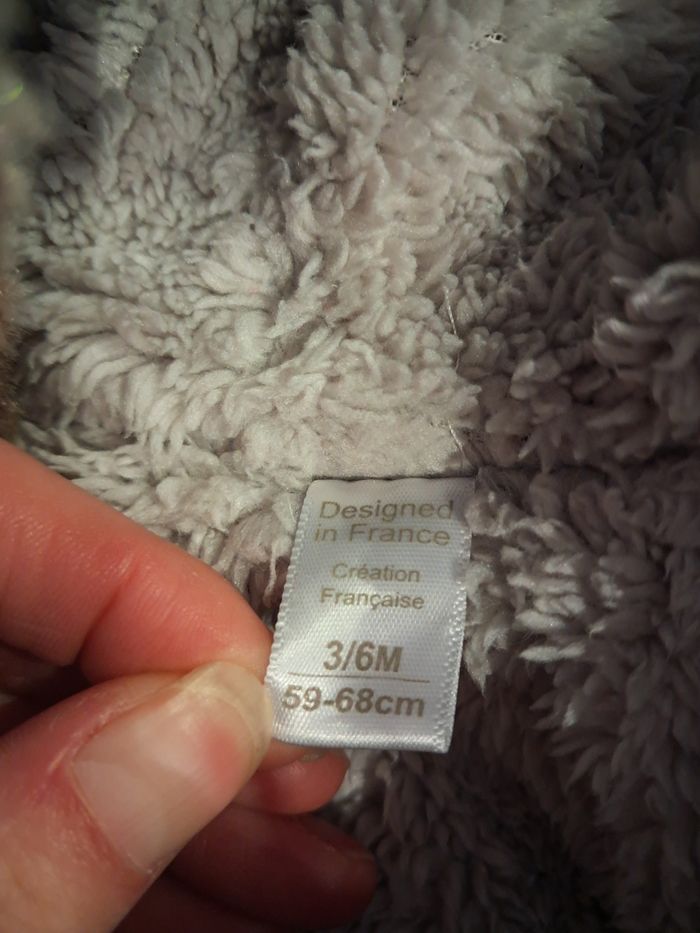 Designed
in France
Création
Française
3/6M
59-68cm